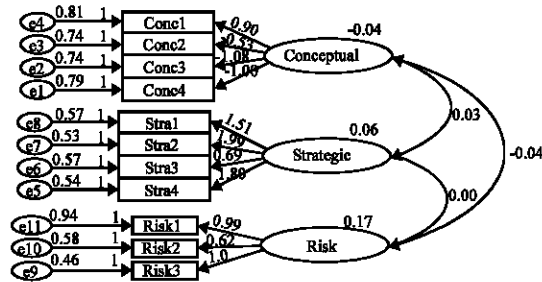 e4 0.81 1 Conc1 0.90 -0.04
e3 0.74 1 Conc2 0.53 Conceptual
e2 0.74 1 Conc3 -1.08
e1 0.79 1 Conc4 -1.00
0.03
e8 0.57 1 Stra1 1.51 0.06
e7 0.53 1 Stra2 1.99
e6 0.57 1 Stra3 0.69 Strategic
e5 0.54 1 Stra4 1.80
-0.04
0.00
e11 0.94 1 Risk1 0.99 0.17
e10 0.58 1 Risk2 0.62 Risk
e9 0.46 1 Risk3 1.0